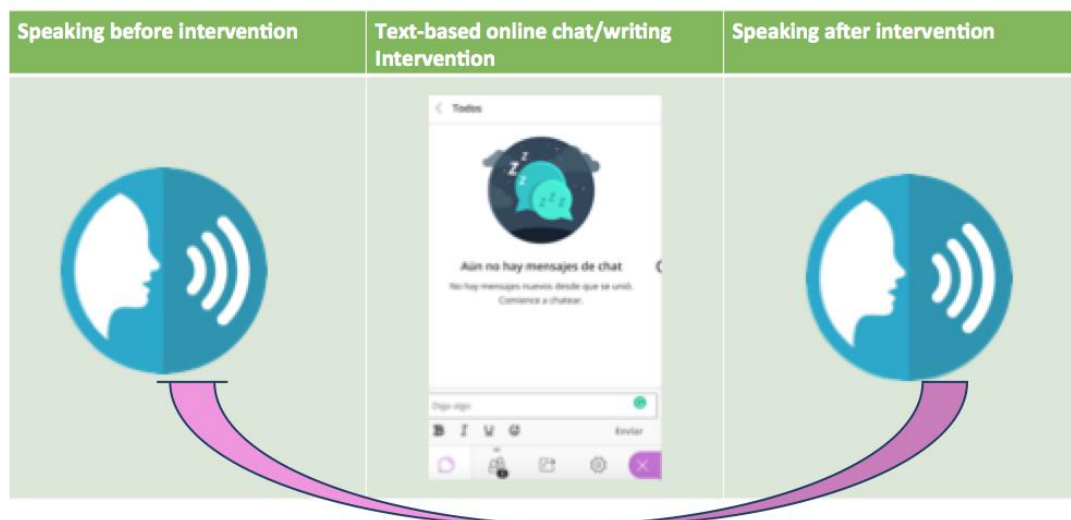 Speaking before intervention
Text-based online chat/writing
Intervention
Speaking after intervention
Todos
z z z
z z z
Aún no hay mensajes de chat
No hay mensajes nuevos desde que se unió.
Comience a chatear.
Diga algo
B I U
Enviar